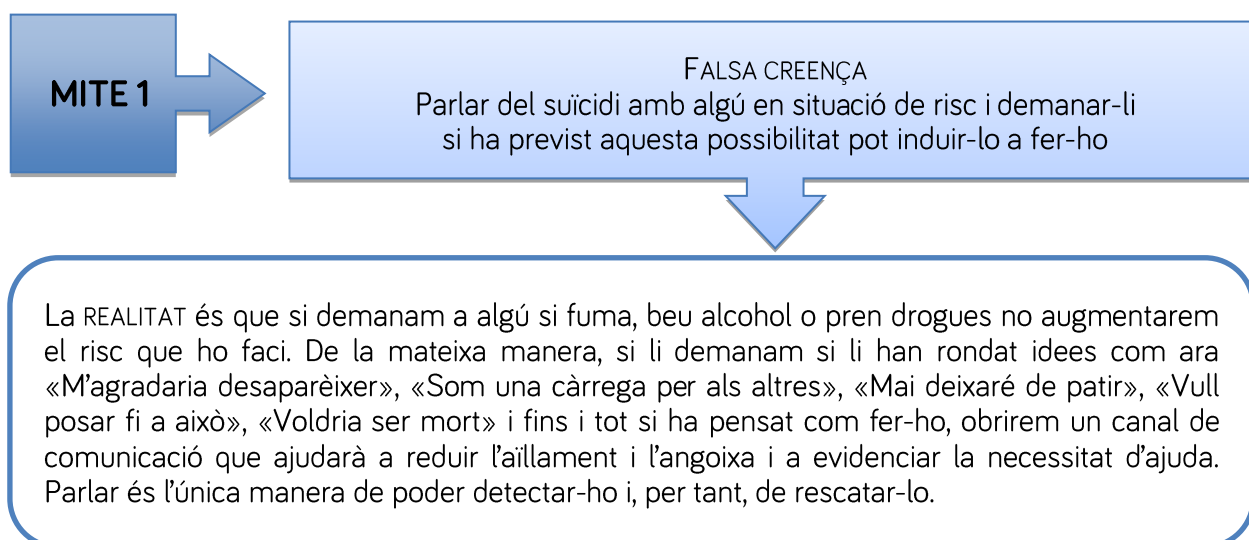 MITE 1
FALSA CREENÇA
Parlar del suïcidi amb algú en situació de risc i demanar-li
si ha previst aquesta possibilitat pot induir-lo a fer-ho
La REALITAT és que si demanam a algú si fuma, beu alcohol o pren drogues no augmentarem
el risc que ho faci. De la mateixa manera, si li demanam si li han rondat idees com ara
«M'agradaria desaparèixer», «Som una càrrega per als altres», «Mai deixaré de patir», «Vull
posar fi a això», «Voldria ser mort» i fins i tot si ha pensat com fer-ho, obrirem un canal de
comunicació que ajudarà a reduir l'aïllament i l'angoixa i a evidenciar la necessitat d'ajuda.
Parlar és l'única manera de poder detectar-ho i, per tant, de rescatar-lo.